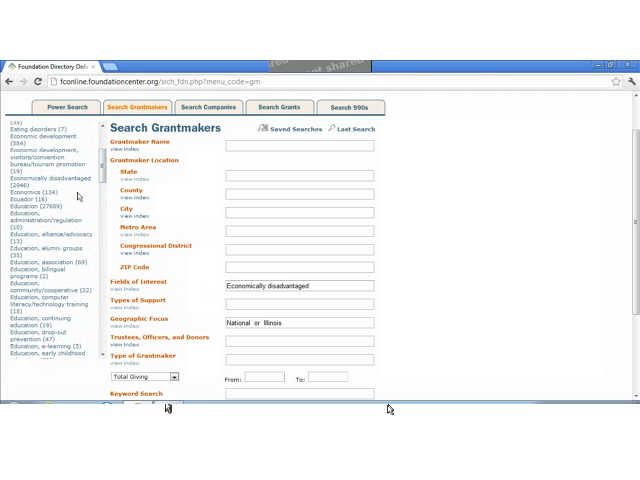 not shared
Foundation Directory Onli
fconline.foundationcenter.org/srch_fdn.php?menu_code=gm
Power Search
Search Grantmakers
Search Companies
Search Grants
Search 990s
(35)
Eating disorders (7)
Economic development
(584)
Economic development,
visitors/convention
bureau/tourism promotion
(19)
Economically disadvantaged
(2946)
Economics (134)
Ecuador (16)
Education (27689)
Education,
administration/regulation
(10)
Education, alliance/advocacy
(13)
Education, alumni groups
(35)
Education, association (69)
Education, bilingual
programs (2)
Education,
community/cooperative (22)
Education, computer
literacy/technology training
(15)
Education, continuing
education (19)
Education, drop-out
prevention (47)
Education, e-learning (3)
Education, early childhood
Search Grantmakers
Saved Searches
Last Search
Grantmaker Name
view index
Grantmaker Location
State
view index
County
view index
City
view index
Metro Area
view index
Congressional District
view index
ZIP Code
Fields of Interest
view index
Economically disadvantaged
Types of Support
view index
Geographic Focus
view index
National or Illinois
Trustees, Officers, and Donors
view index
Type of Grantmaker
view index
Total Giving
From:
To:
Keyword Search